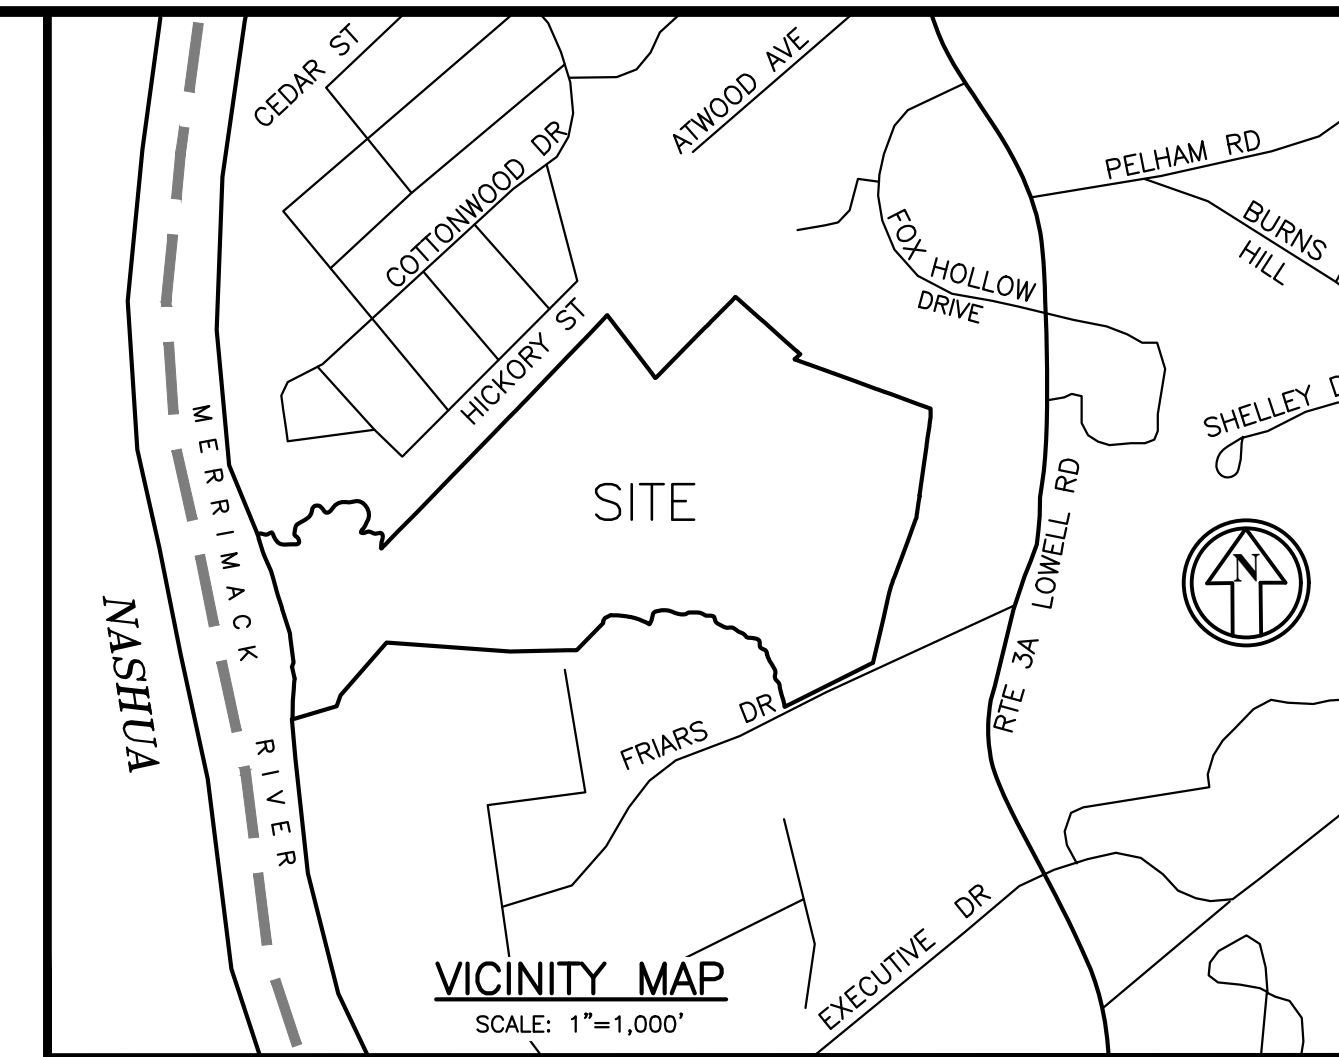 CEDAR ST
ATWOOD AVE
COTTONWOOD DR
PELHAM RD
BURNS
HILL
FOX HOLLOW
DRIVE
HICKORY ST
SHELLEY D
MERRIMACK RIVER
SITE
N
NASHUA
RTE 3A LOWELL RD
FRIARS DR
EXECUTIVE DR
VICINITY MAP
SCALE: 1"=1,000'